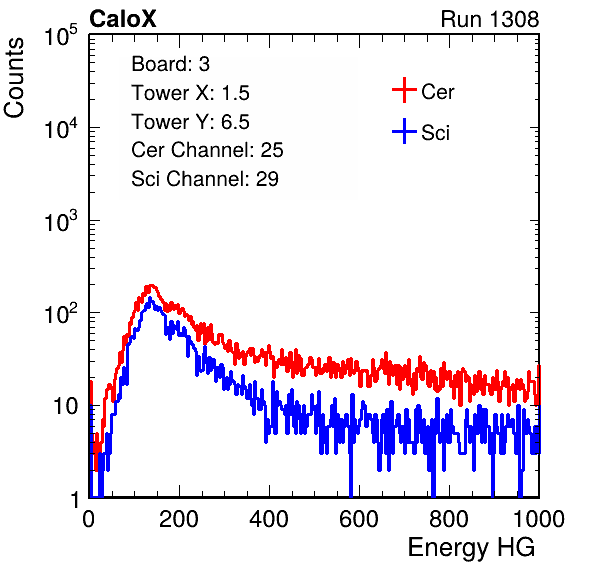 CaloX Run 1308
Counts
Board: 3
Tower X: 1.5
Tower Y: 6.5
Cer Channel: 25
Sci Channel: 29
Cer
Sci
10^5
10^4
10^3
10^2
10
1
0 200 400 600 800 1000
Energy HG